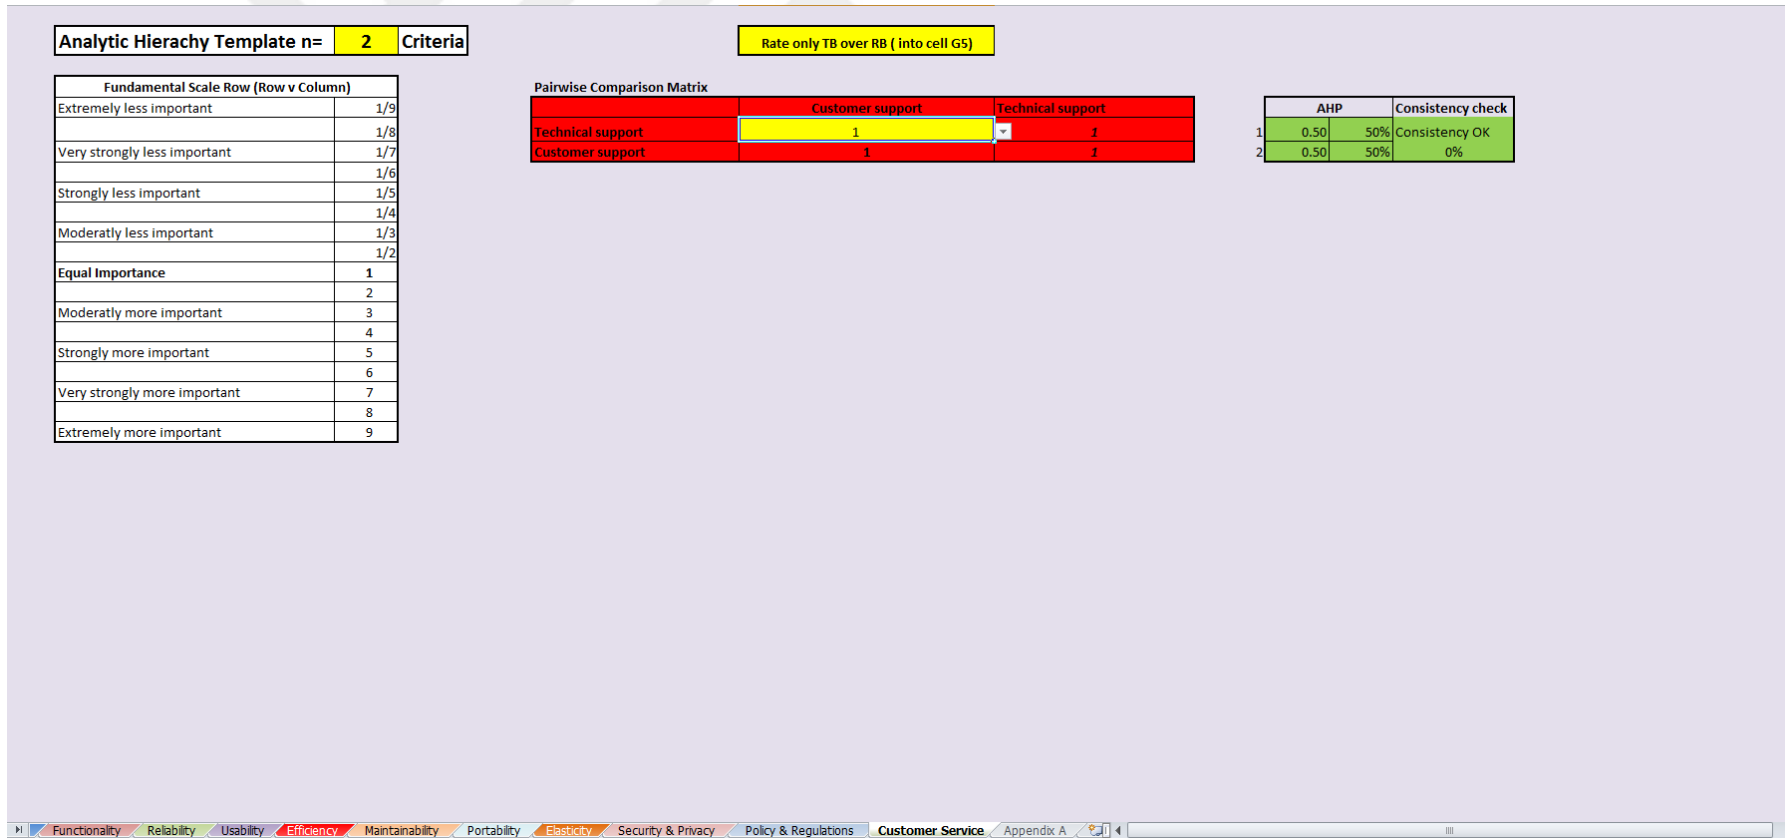 Analytic Hierachy Template n= 2 Criteria
Rate only TB over RB ( into cell G5)
Fundamental Scale Row (Row v Column)
Extremely less important 1/9
1/8
Very strongly less important 1/7
1/6
Strongly less important 1/5
1/4
Moderatly less important 1/3
1/2
Equal Importance 1
2
Moderatly more important 3
4
Strongly more important 5
6
Very strongly more important 7
8
Extremely more important 9
Pairwise Comparison Matrix
Customer support Technical support
Technical support 1 1
Customer support 1 1
AHP Consistency check
1 0.50 50% Consistency OK
2 0.50 50% 0%
Functionality Reliability Usability Efficiency Maintainability Portability Elasticity Security & Privacy Policy & Regulations Customer Service Appendix A